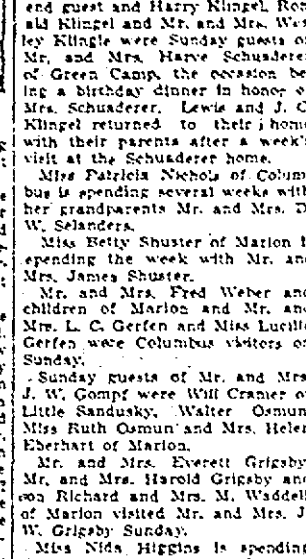 end guest and Harry Klingel, Ron
ald Klingel and Mr. and Mrs. Wes
ley Klingle were Sunday guests of
Mr. and Mrs. Harve Schuaderer
of Green Camp, the occasion be
ing a birthday dinner in honor of
Mrs. Schuaderer. Lewis and J. C.
Klingel returned to their home
with their parents after a week's
visit at the Schuaderer home.
Miss Patricia Nichols of Colum
bus is spending several weeks with
her grandparents Mr. and Mrs. D.
W. Selanders.
Miss Betty Shuster of Marion is
spending the week with Mr. and
Mrs. James Shuster.
Mr. and Mrs. Fred Weber and
children of Marion and Mr. and
Mrs. L. C. Gerfen and Miss Lucille
Gerfen were Columbus visitors on
Sunday.
Sunday guests of Mr. and Mrs.
J. W. Gompf were Will Cramer of
Little Sandusky, Walter Osmun
Miss Ruth Osmun and Mrs. Helen
Eberhart of Marion.
Mr. and Mrs. Everett Grigsby
Mr. and Mrs. Harold Grigsby and
son Richard and Mrs. M. Waddell
of Marion visited Mr. and Mrs. J.
W. Grigsby Sunday.
Miss Nida Higgins is spending